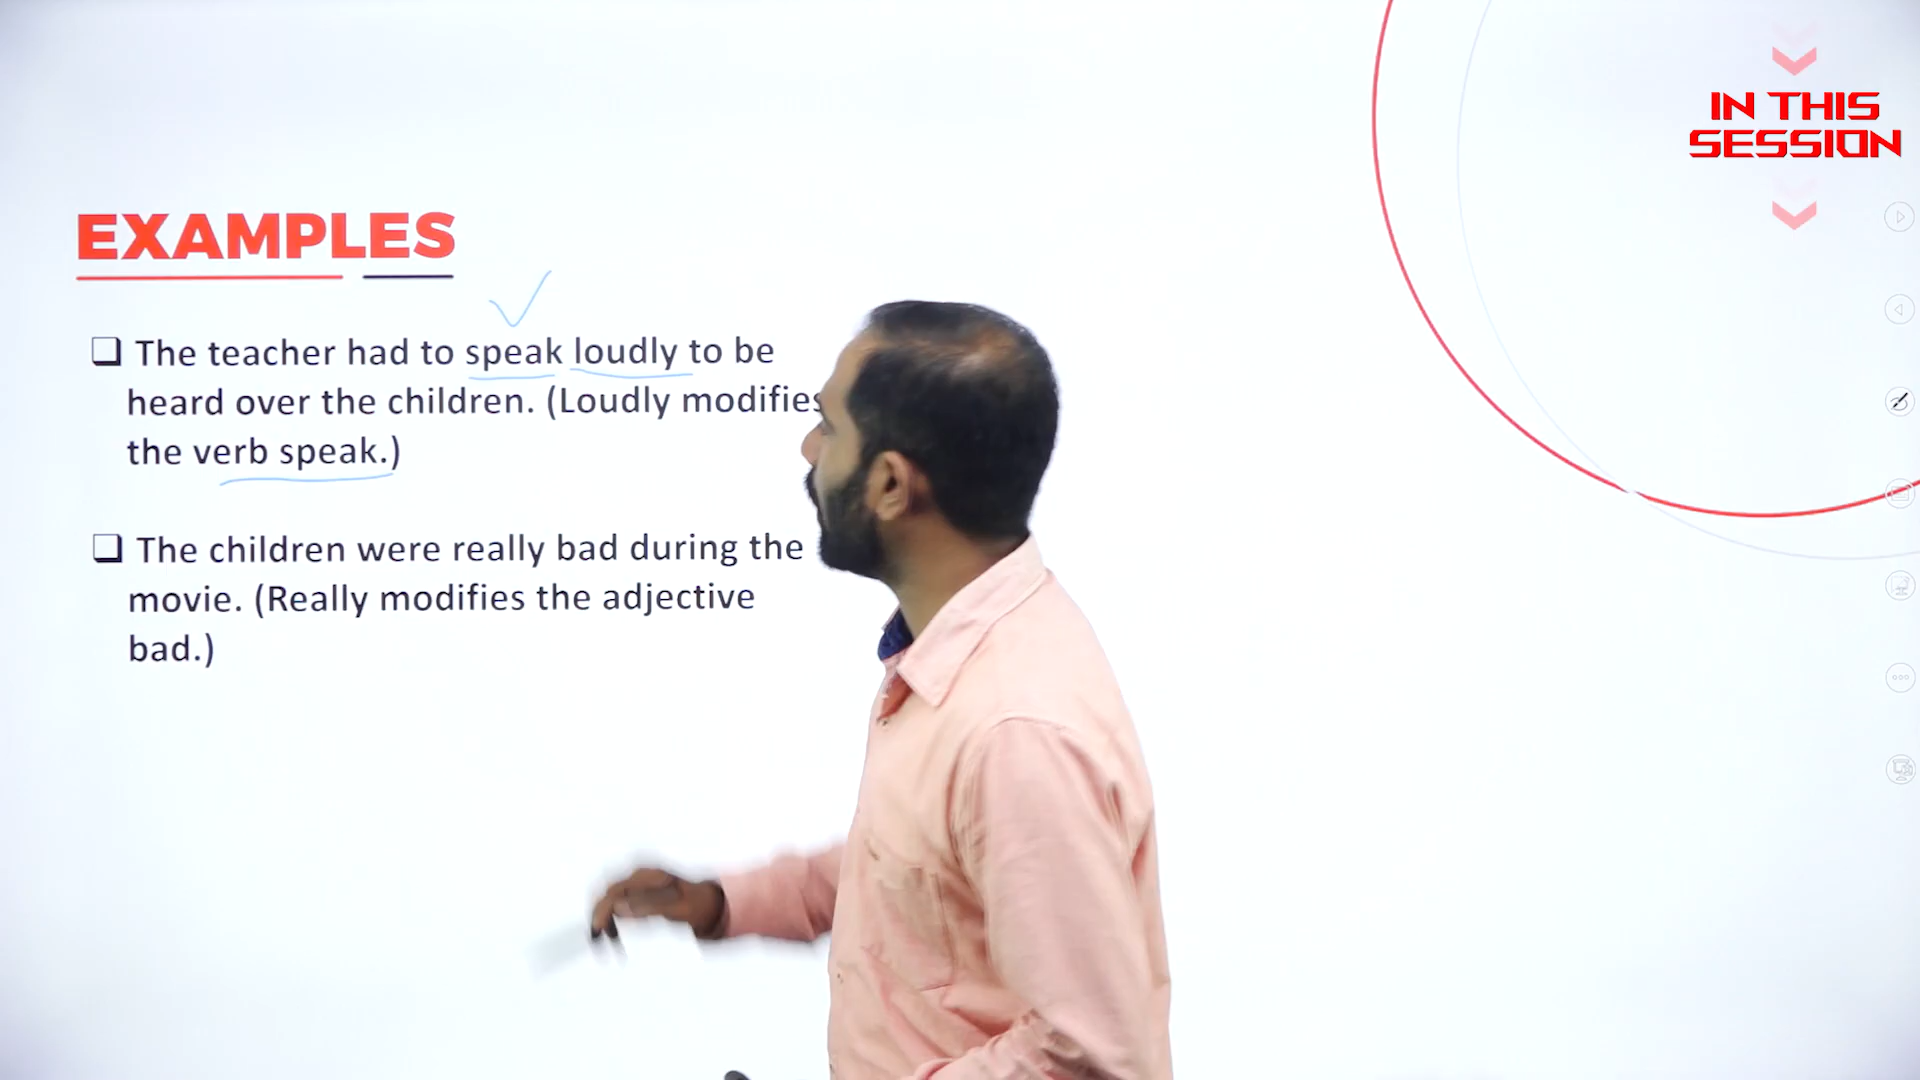 IN THIS
SESSION
EXAMPLES
The teacher had to speak loudly to be
heard over the children. (Loudly modifies
the verb speak.)
The children were really bad during the
movie. (Really modifies the adjective
bad.)